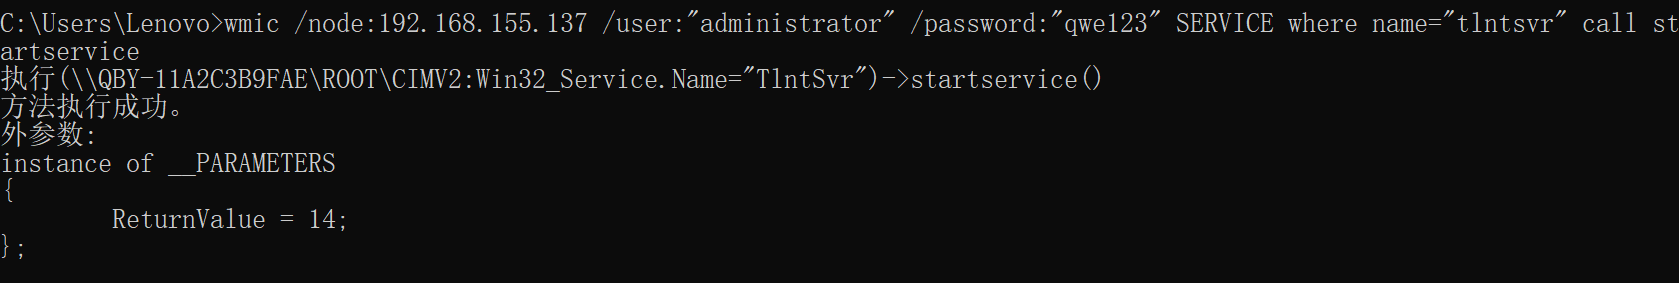 C:\Users\Lenovo>wmic /node:192.168.155.137 /user:"administrator" /password:"qwe123" SERVICE where name="tlntsvr" call st
artservice
执行(\\QBY-11A2C3B9FAE\ROOT\CIMV2:Win32_Service.Name="TlntSvr")->startservice()
方法执行成功。
外参数:
instance of __PARAMETERS
{
        ReturnValue = 14;
};